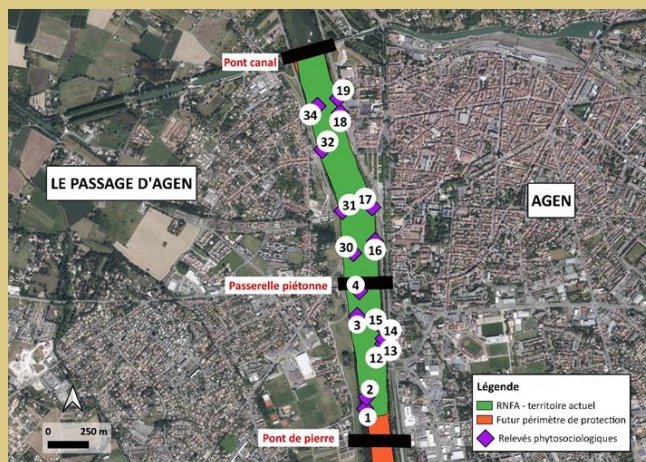 Pont canal
19
34
18
32
LE PASSAGE D'AGEN
AGEN
31
17
30
16
Passerelle piétonne
4
3
15
14
12
13
2
1
Pont de pierre
0 250 m
Légende
RNFA - territoire actuel
Futur périmètre de protection
Relevés phytosociologiques